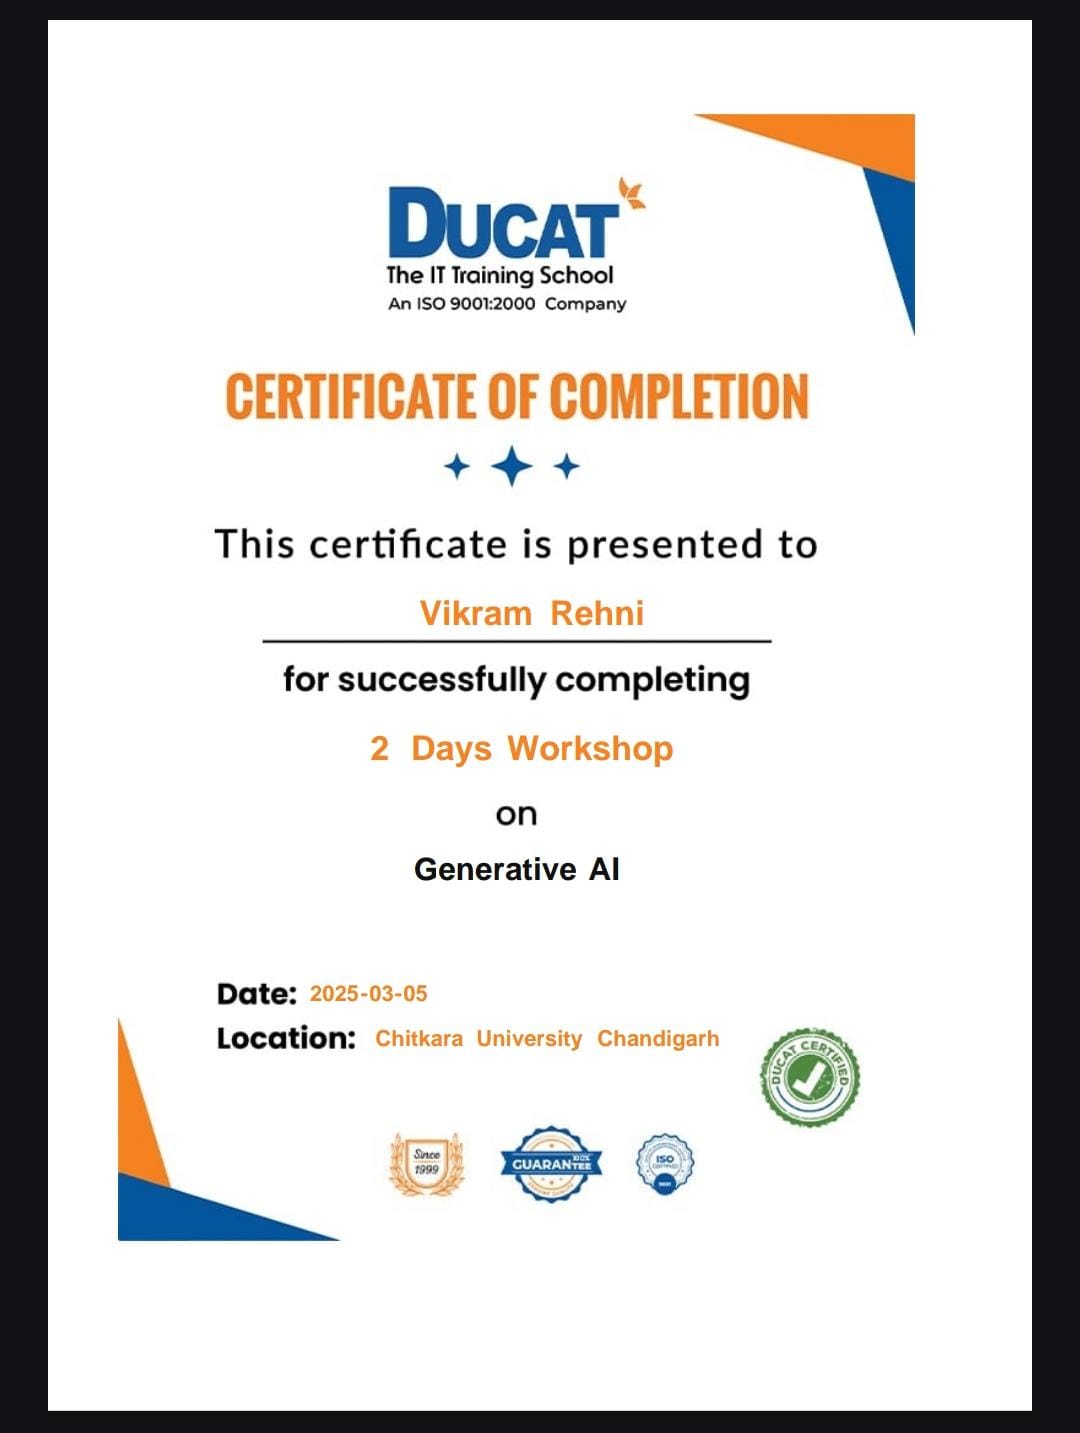 DUCAT
The IT Training School
An ISO 9001:2000 Company
CERTIFICATE OF COMPLETION
This certificate is presented to
Vikram Rehni
for successfully completing
2 Days Workshop
on
Generative AI
Date: 2025-03-05
Location: Chitkara University Chandigarh
DUCAT CERTIFIED
Since
1999
100%
GUARANTEE
ISO
CERTIFIED
9001